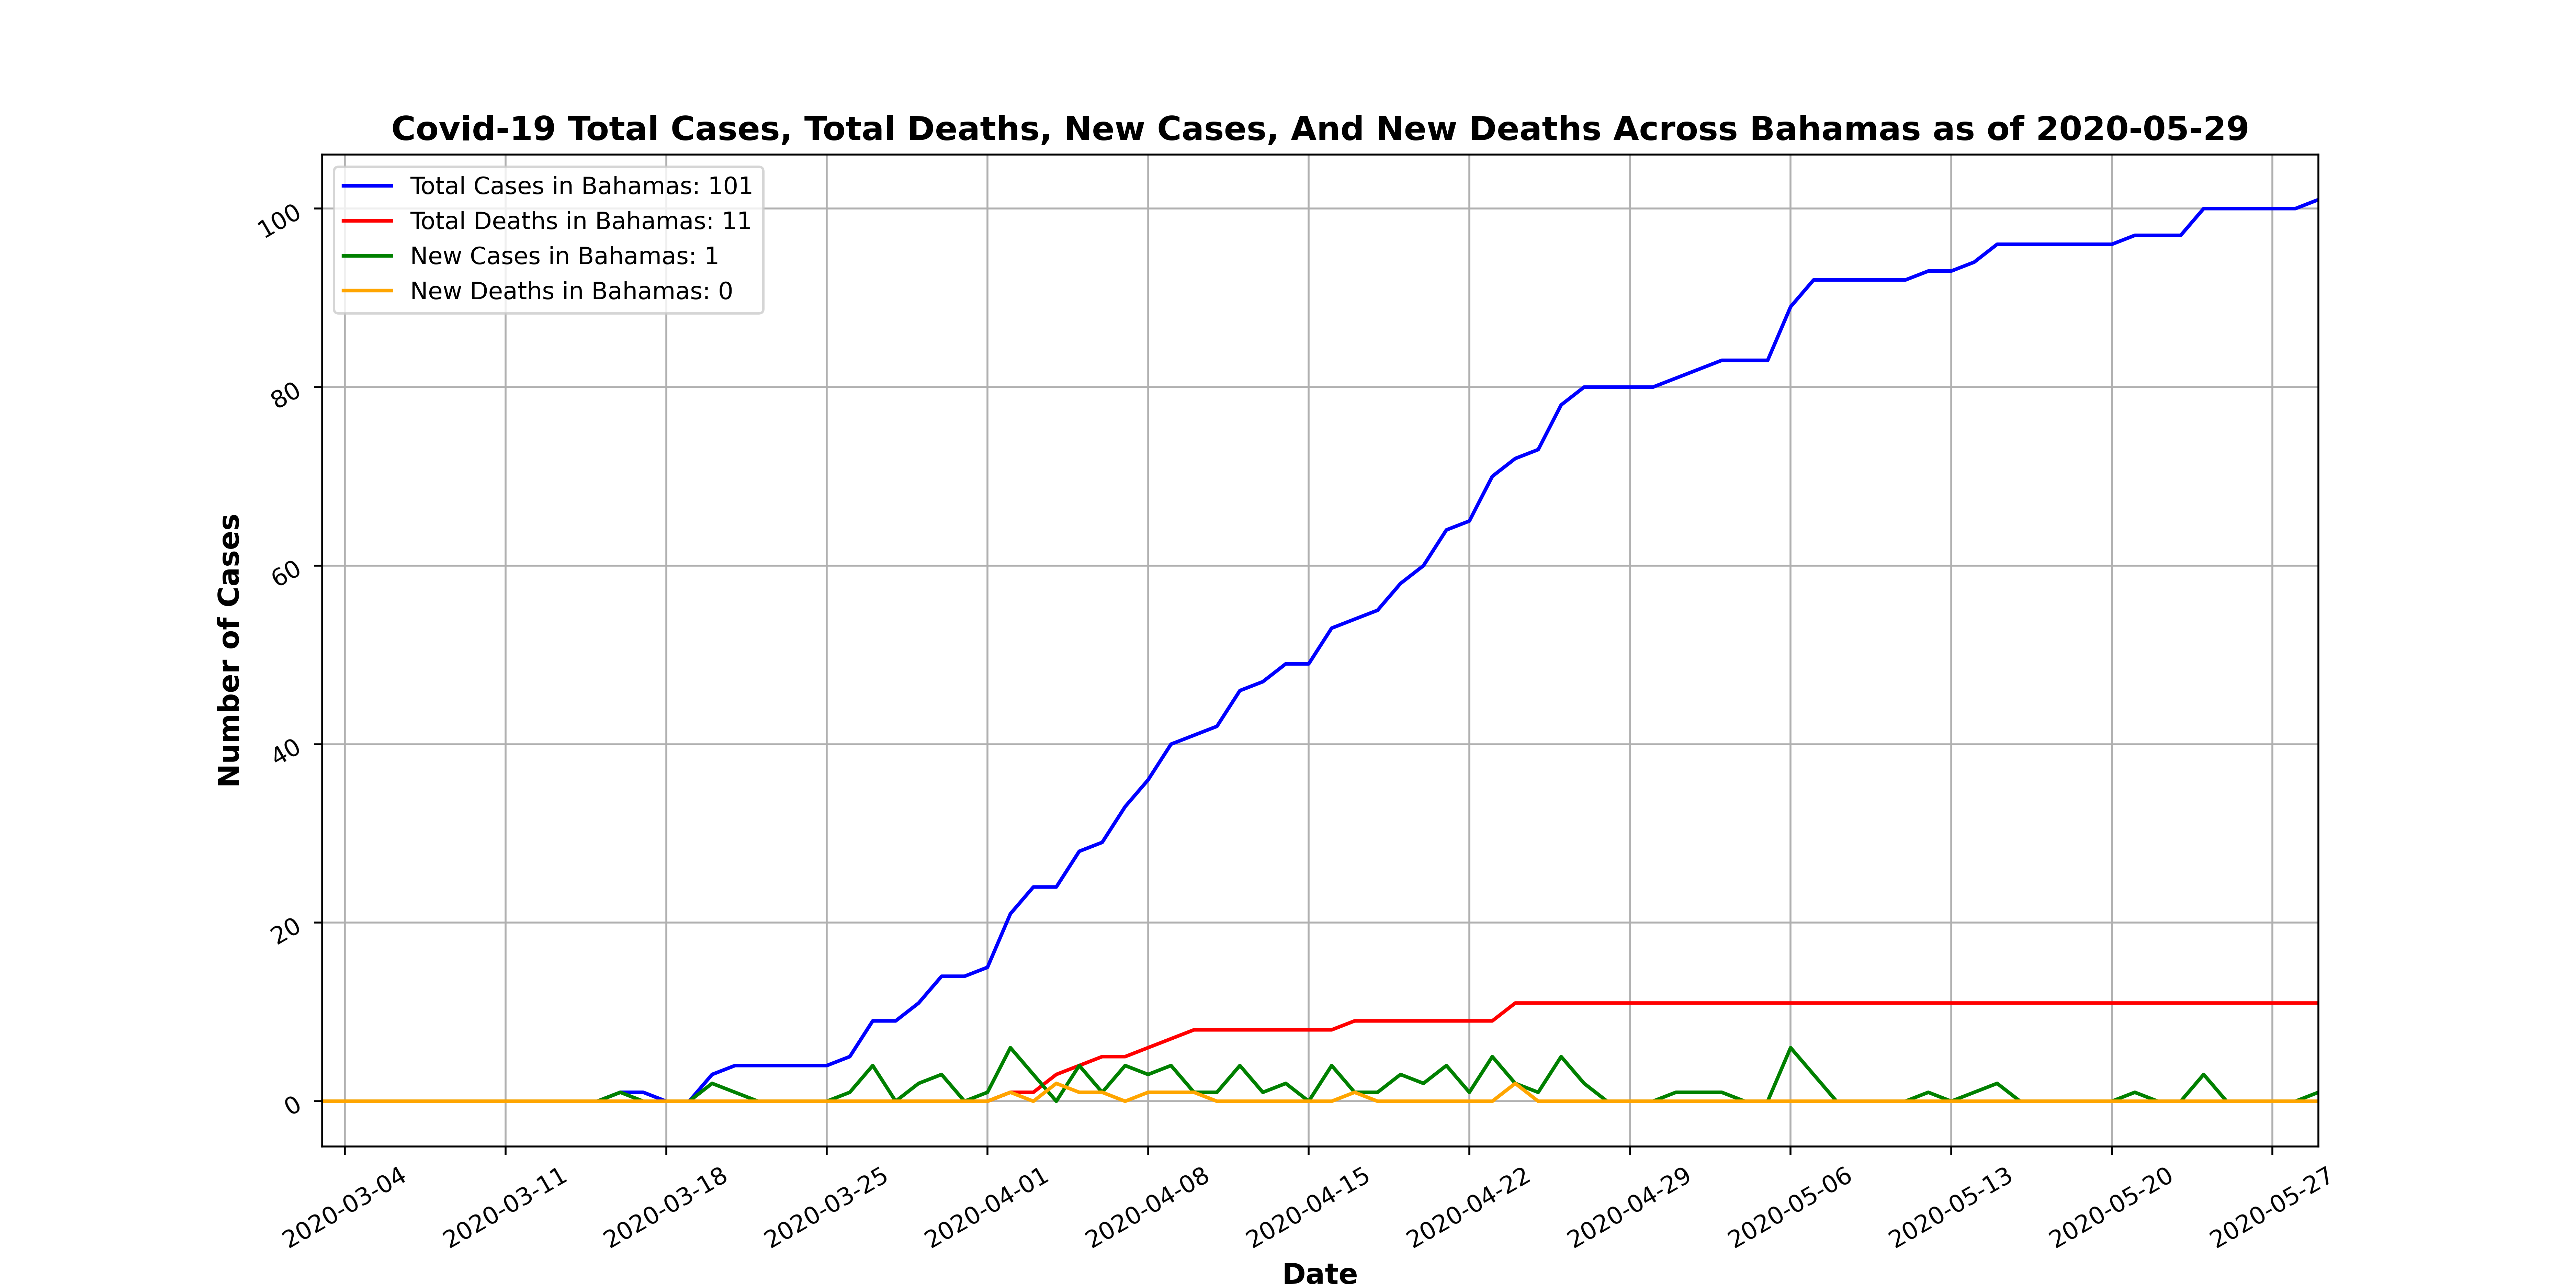 Covid-19 Total Cases, Total Deaths, New Cases, And New Deaths Across Bahamas as of 2020-05-29
Total Cases in Bahamas: 101
Total Deaths in Bahamas: 11
New Cases in Bahamas: 1
New Deaths in Bahamas: 0
Number of Cases
100
80
60
40
20
0
2020-03-04
2020-03-11
2020-03-18
2020-03-25
2020-04-01
2020-04-08
2020-04-15
2020-04-22
2020-04-29
2020-05-06
2020-05-13
2020-05-20
2020-05-27
Date